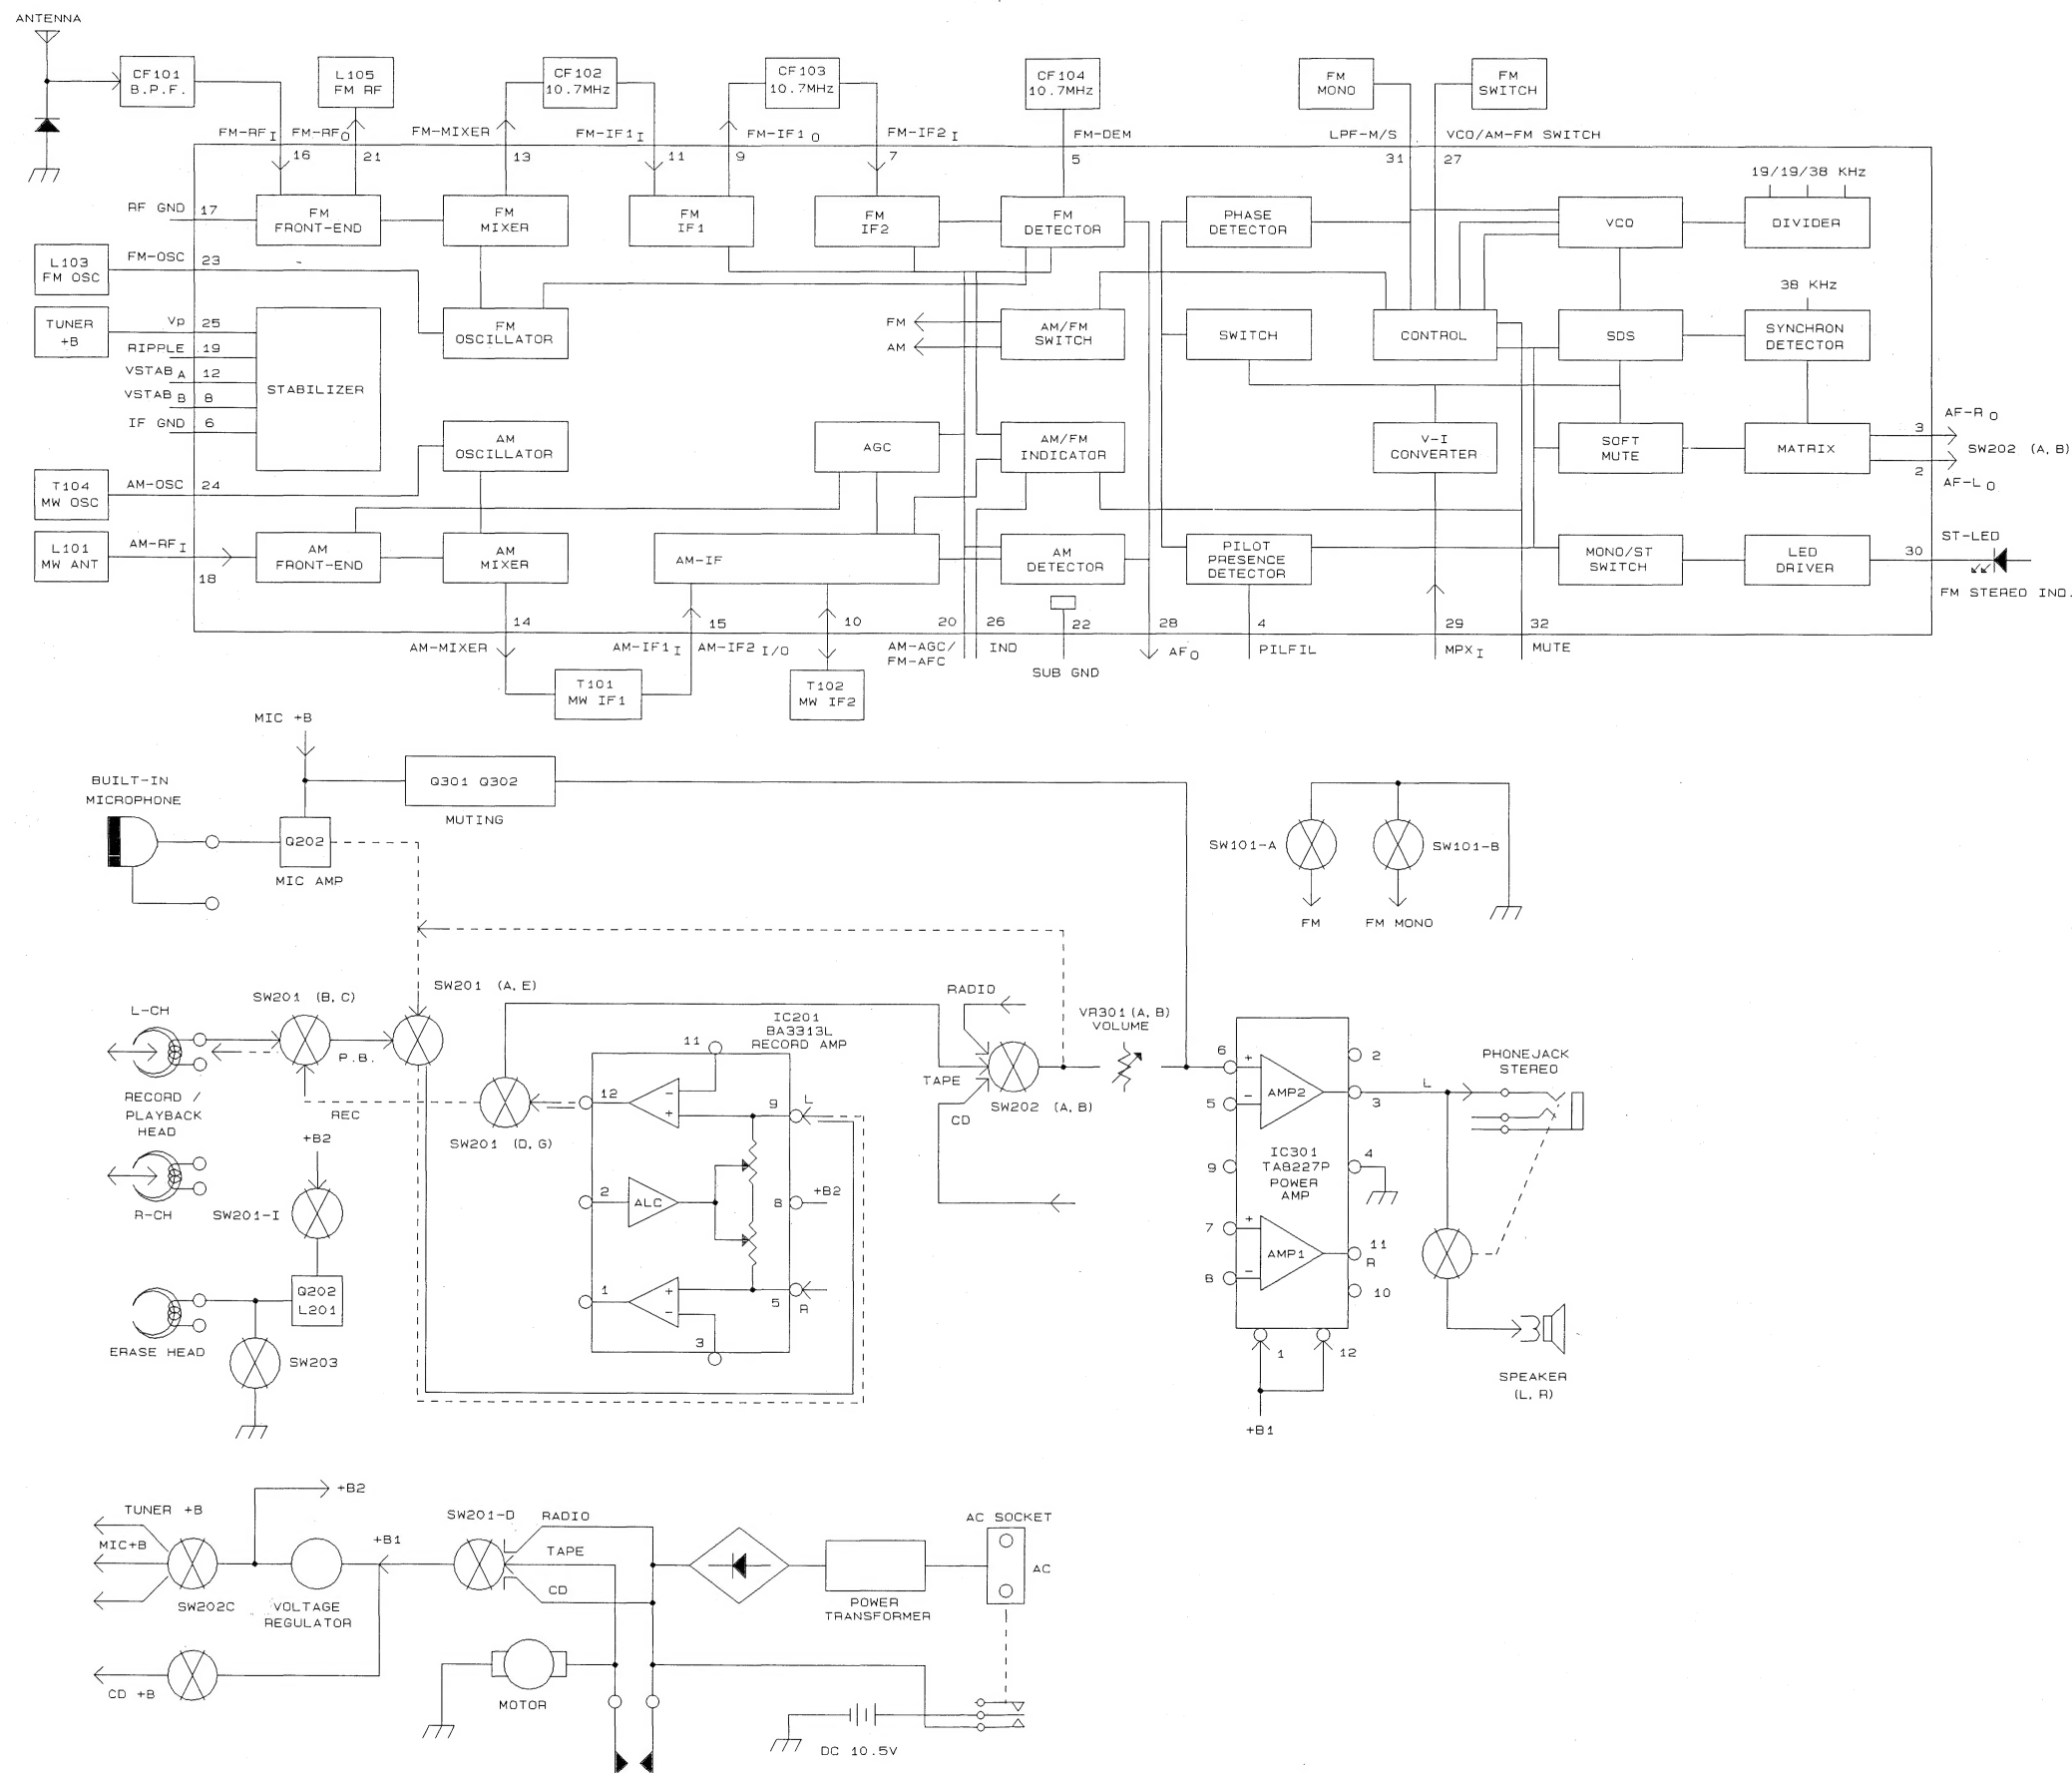 ANTENNA
CF101
B.P.F.
L105
FM RF
CF102
10.7MHz
CF103
10.7MHz
CF104
10.7MHz
FM
MONO
FM
SWITCH
FM-RF I
FM-RF O
FM-MIXER
FM-IF1 I
FM-IF1 O
FM-IF2 I
FM-DEM
LPF-M/S
VCO/AM-FM SWITCH
16
21
13
11
9
7
5
31
27
19/19/38 KHz
RF GND
17
FM
FRONT-END
FM
MIXER
FM
IF1
FM
IF2
FM
DETECTOR
PHASE
DETECTOR
VCO
DIVIDER
L103
FM OSC
FM-OSC
23
38 KHz
TUNER
+B
Vp
25
RIPPLE
19
VSTAB A
12
VSTAB B
8
IF GND
6
STABILIZER
FM
OSCILLATOR
FM
AM
AM/FM
SWITCH
SWITCH
CONTROL
SDS
SYNCHRON
DETECTOR
AM
OSCILLATOR
AGC
AM/FM
INDICATOR
V-I
CONVERTER
SOFT
MUTE
MATRIX
3
AF-R O
SW202 (A,B)
2
AF-L O
T104
MW OSC
AM-OSC
24
L101
MW ANT
AM-RF I
18
AM
FRONT-END
AM
MIXER
AM-IF
AM
DETECTOR
PILOT
PRESENCE
DETECTOR
MONO/ST
SWITCH
LED
DRIVER
30
ST-LED
FM STEREO IND.
14
15
10
20
26
22
28
4
29
32
AM-MIXER
AM-IF1 I
AM-IF2 I/O
AM-AGC/
FM-AFC
IND
SUB GND
AF O
PILFIL
MPX I
MUTE
T101
MW IF1
T102
MW IF2
MIC +B
BUILT-IN
MICROPHONE
Q301 Q302
MUTING
Q202
MIC AMP
SW101-A
SW101-B
FM
FM MONO
L-CH
SW201 (B,C)
SW201 (A,E)
P.B.
RECORD /
PLAYBACK
HEAD
REC
R-CH
+B2
SW201-I
Q202
L201
ERASE HEAD
SW203
SW201 (D,G)
IC201
BA3313L
RECORD AMP
11
12
9
L
2
ALC
8
+B2
1
5
R
3
RADIO
TAPE
CD
SW202 (A,B)
VR301(A,B)
VOLUME
6
+
AMP2
5
-
2
3
L
9
IC301
TA8227P
POWER
AMP
4
7
+
AMP1
11
R
8
-
10
1
12
+B1
PHONEJACK
STEREO
SPEAKER
(L,R)
+B2
TUNER +B
MIC+B
SW202C
VOLTAGE
REGULATOR
+B1
CD +B
SW201-D
RADIO
TAPE
CD
MOTOR
POWER
TRANSFORMER
AC SOCKET
AC
DC 10.5V